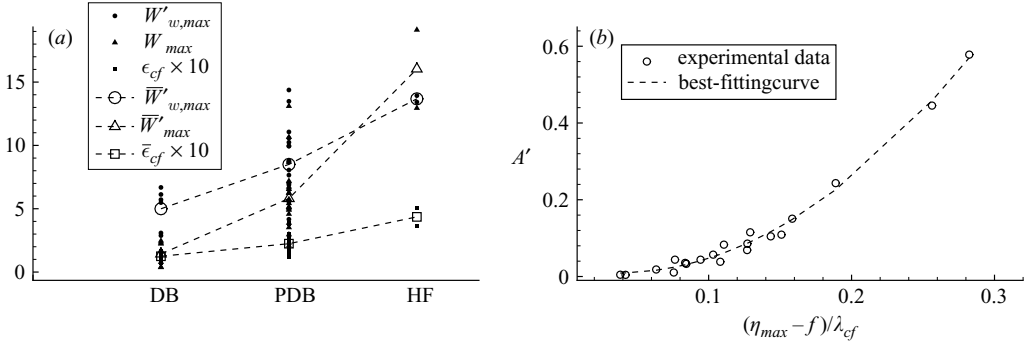 (a)
W′w,max
Wmax
ϵcf × 10
W̅′w,max
W̅′max
ϵ̅cf × 10
15
10
5
0
DB
PDB
HF
(b)
experimental data
best-fittingcurve
0.6
0.4
0.2
0
A′
0.1
0.2
0.3
(ηmax – f)/λcf